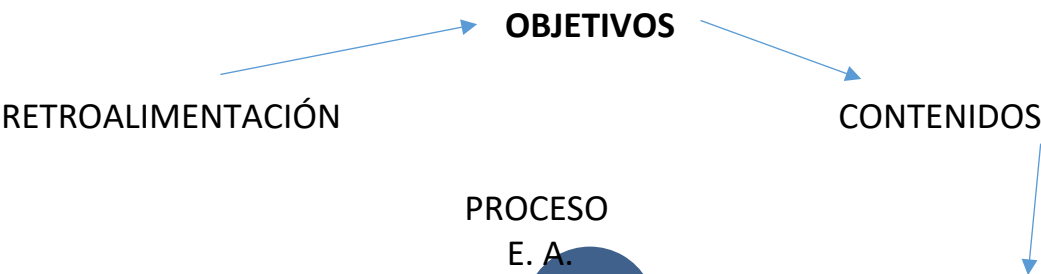 OBJETIVOS
RETROALIMENTACIÓN
CONTENIDOS
PROCESO
E. A.